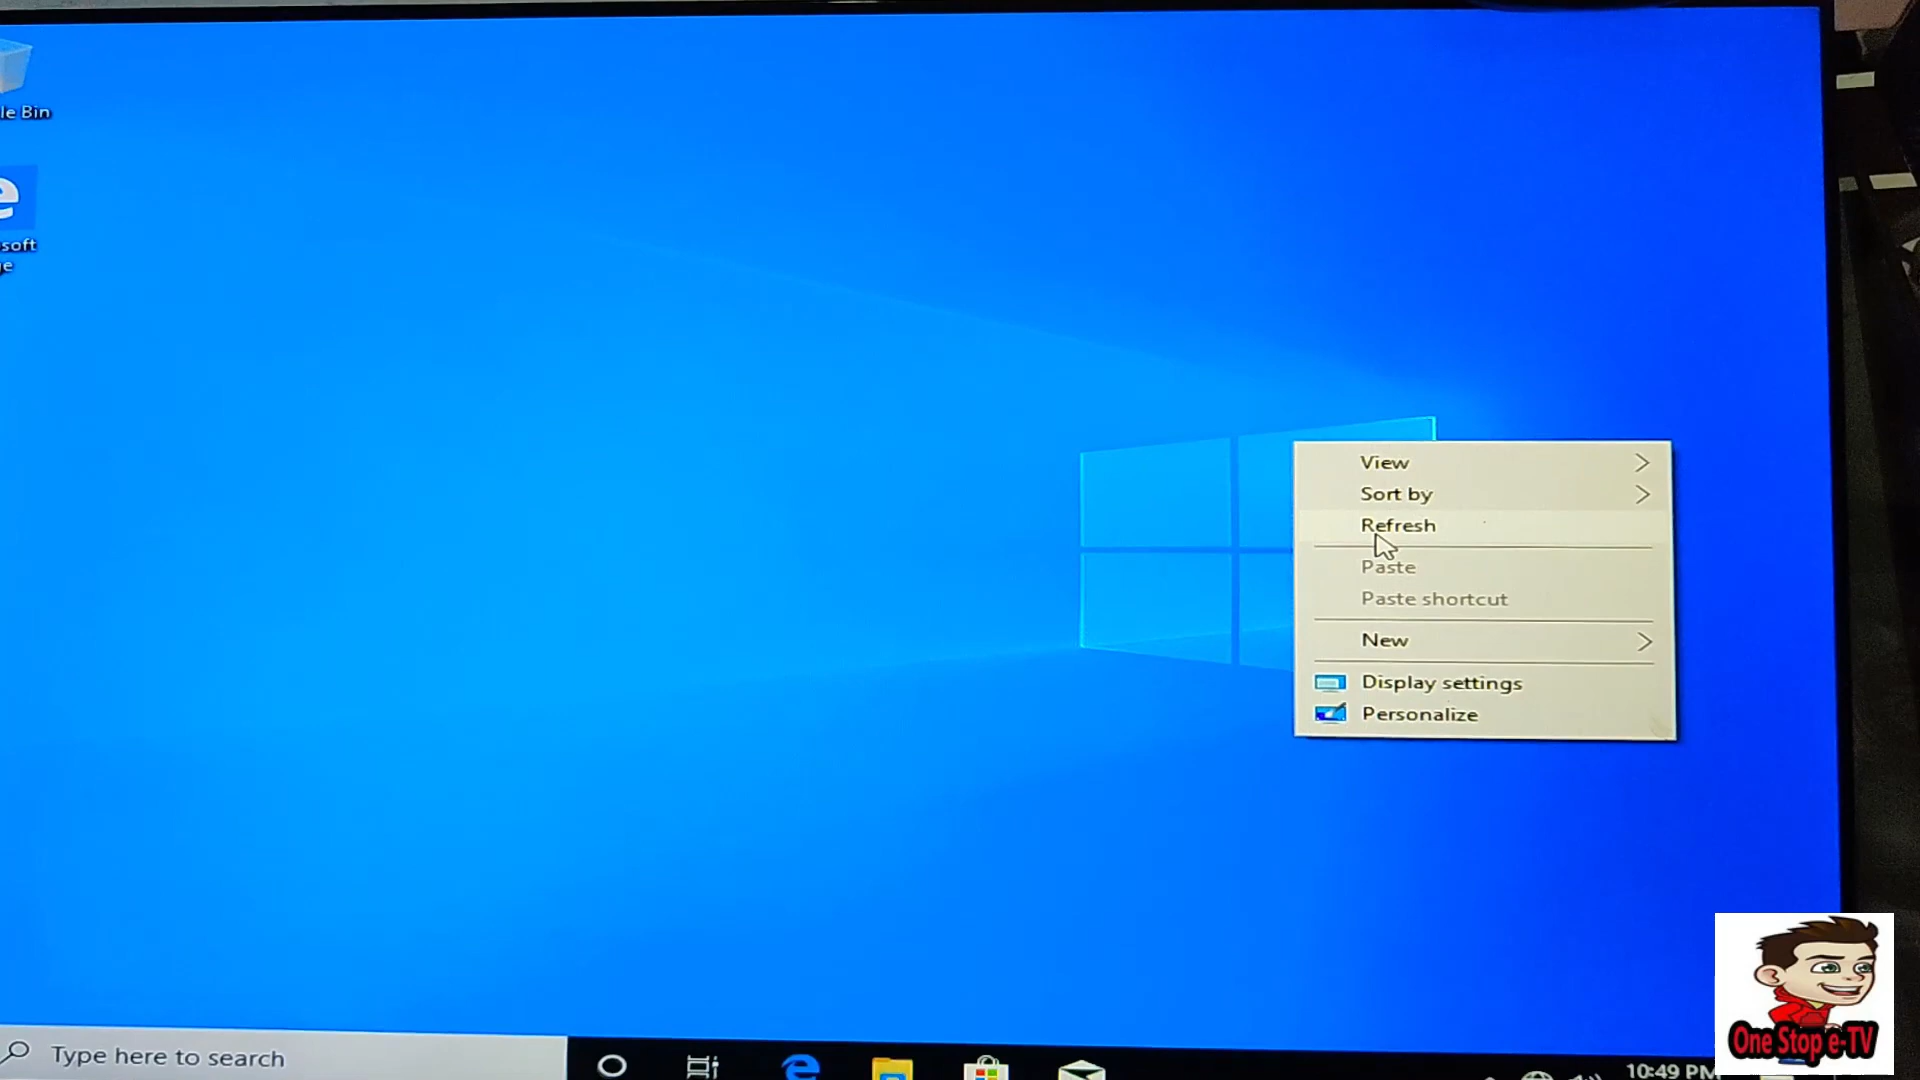 le Bin
soft
ge
View
Sort by
Refresh
Paste
Paste shortcut
New
Display settings
Personalize
Type here to search
10:49 PM
One Stop e-TV